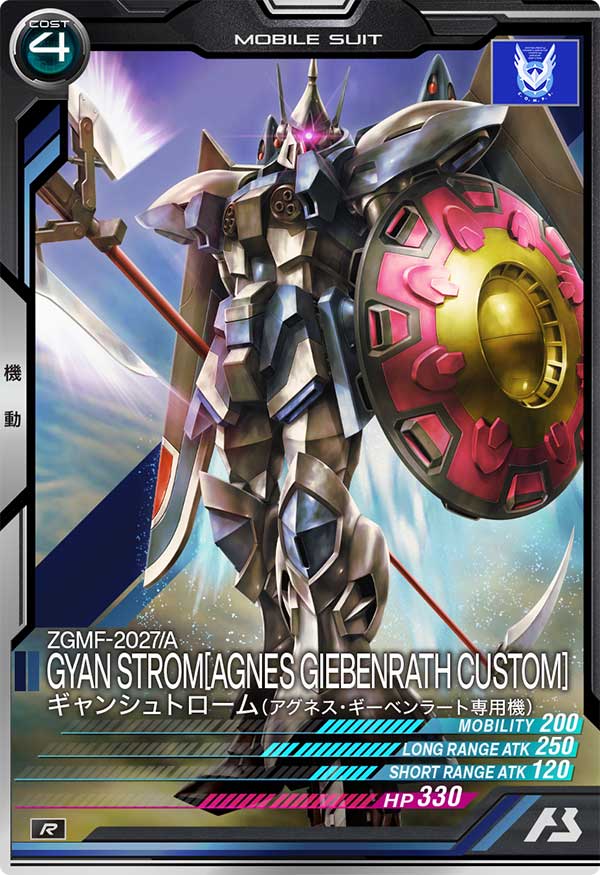 COST
4
MOBILE SUIT
機動
ZGMF-2027/A
GYAN STROM[AGNES GIEBENRATH CUSTOM]
ギャンシュトローム(アグネス・ギーベンラート専用機)
MOBILITY 200
LONG RANGE ATK 250
SHORT RANGE ATK 120
HP 330
R